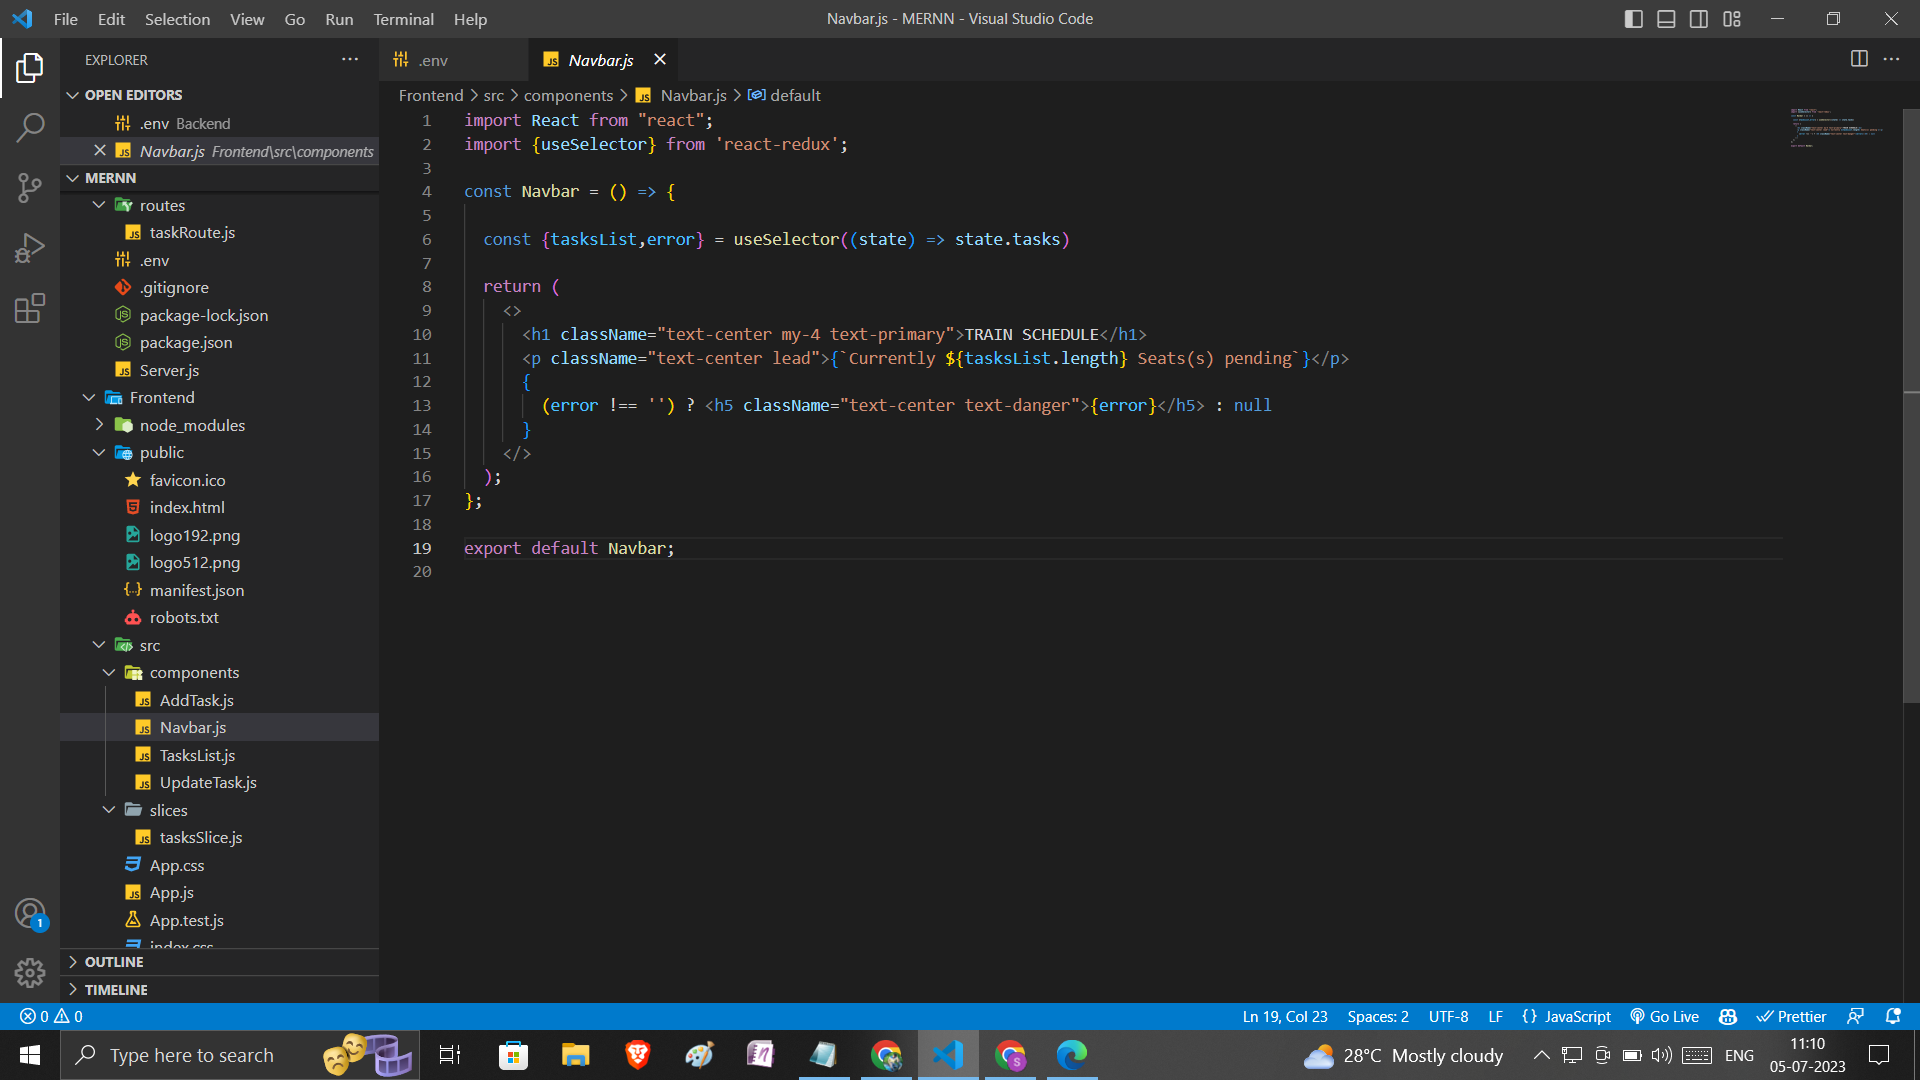 File Edit Selection View Go Run Terminal Help
Navbar.js - MERNN - Visual Studio Code
EXPLORER
OPEN EDITORS
.env Backend
Navbar.js Frontend\src\components
MERNN
routes
taskRoute.js
.env
.gitignore
package-lock.json
package.json
Server.js
Frontend
node_modules
public
favicon.ico
index.html
logo192.png
logo512.png
manifest.json
robots.txt
src
components
AddTask.js
Navbar.js
TasksList.js
UpdateTask.js
slices
tasksSlice.js
App.css
App.js
App.test.js
index.css
OUTLINE
TIMELINE
.env
Navbar.js
Frontend > src > components > Navbar.js > default
1 import React from "react";
2 import {useSelector} from 'react-redux';
3
4 const Navbar = () => {
5
6 const {tasksList,error} = useSelector((state) => state.tasks)
7
8 return (
9 <>
10 <h1 className="text-center my-4 text-primary">TRAIN SCHEDULE</h1>
11 <p className="text-center lead">{`Currently ${tasksList.length} Seats(s) pending`}</p>
12 {
13 (error !== '') ? <h5 className="text-center text-danger">{error}</h5> : null
14 }
15 </>
16 );
17 };
18
19 export default Navbar;
20
0 0
Ln 19, Col 23 Spaces: 2 UTF-8 LF {} JavaScript Go Live Prettier
1
Type here to search
28°C Mostly cloudy
ENG
11:10
05-07-2023